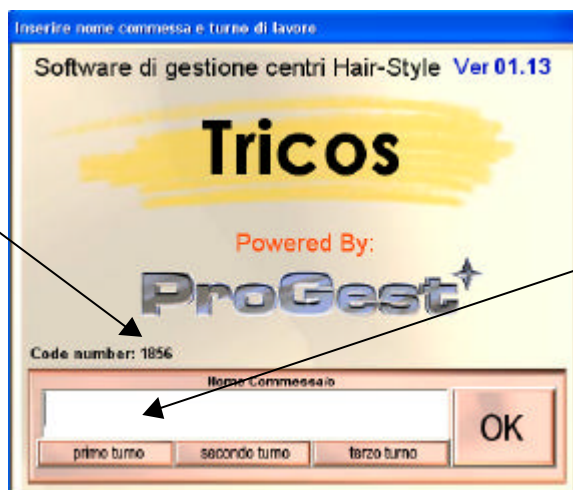 Inserire nome commessa e turno di lavoro
Software di gestione centri Hair-Style Ver 01.13
Tricos
Powered By:
ProGest
Code number: 1856
Nome Commessa/o
OK
primo turno secondo turno terzo turno